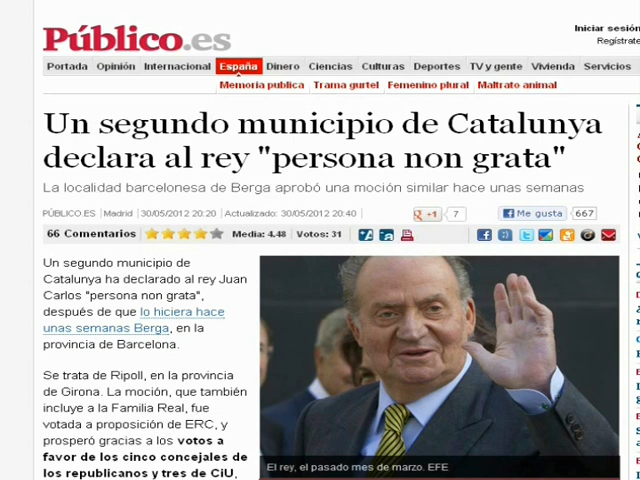 Público.es
Iniciar sesión
Regístrate
Portada Opinión Internacional España Dinero Ciencias Culturas Deportes TV y gente Vivienda Servicios
Memoria publica Trama gurtel Femenino plural Maltrato animal
Un segundo municipio de Catalunya
declara al rey "persona non grata"
La localidad barcelonesa de Berga aprobó una moción similar hace unas semanas
PÚBLICO.ES Madrid 30/05/2012 20:20 Actualizado: 30/05/2012 20:40 +1 7 Me gusta 667
66 Comentarios Media: 4.48 Votos: 31
Un segundo municipio de
Catalunya ha declarado al rey Juan
Carlos "persona non grata",
después de que lo hiciera hace
unas semanas Berga, en la
provincia de Barcelona.
Se trata de Ripoll, en la provincia
de Girona. La moción, que también
incluye a la Familia Real, fue
votada a proposición de ERC, y
prosperó gracias a los votos a
favor de los cinco concejales de
los republicanos y tres de CiU,
El rey, el pasado mes de marzo. EFE